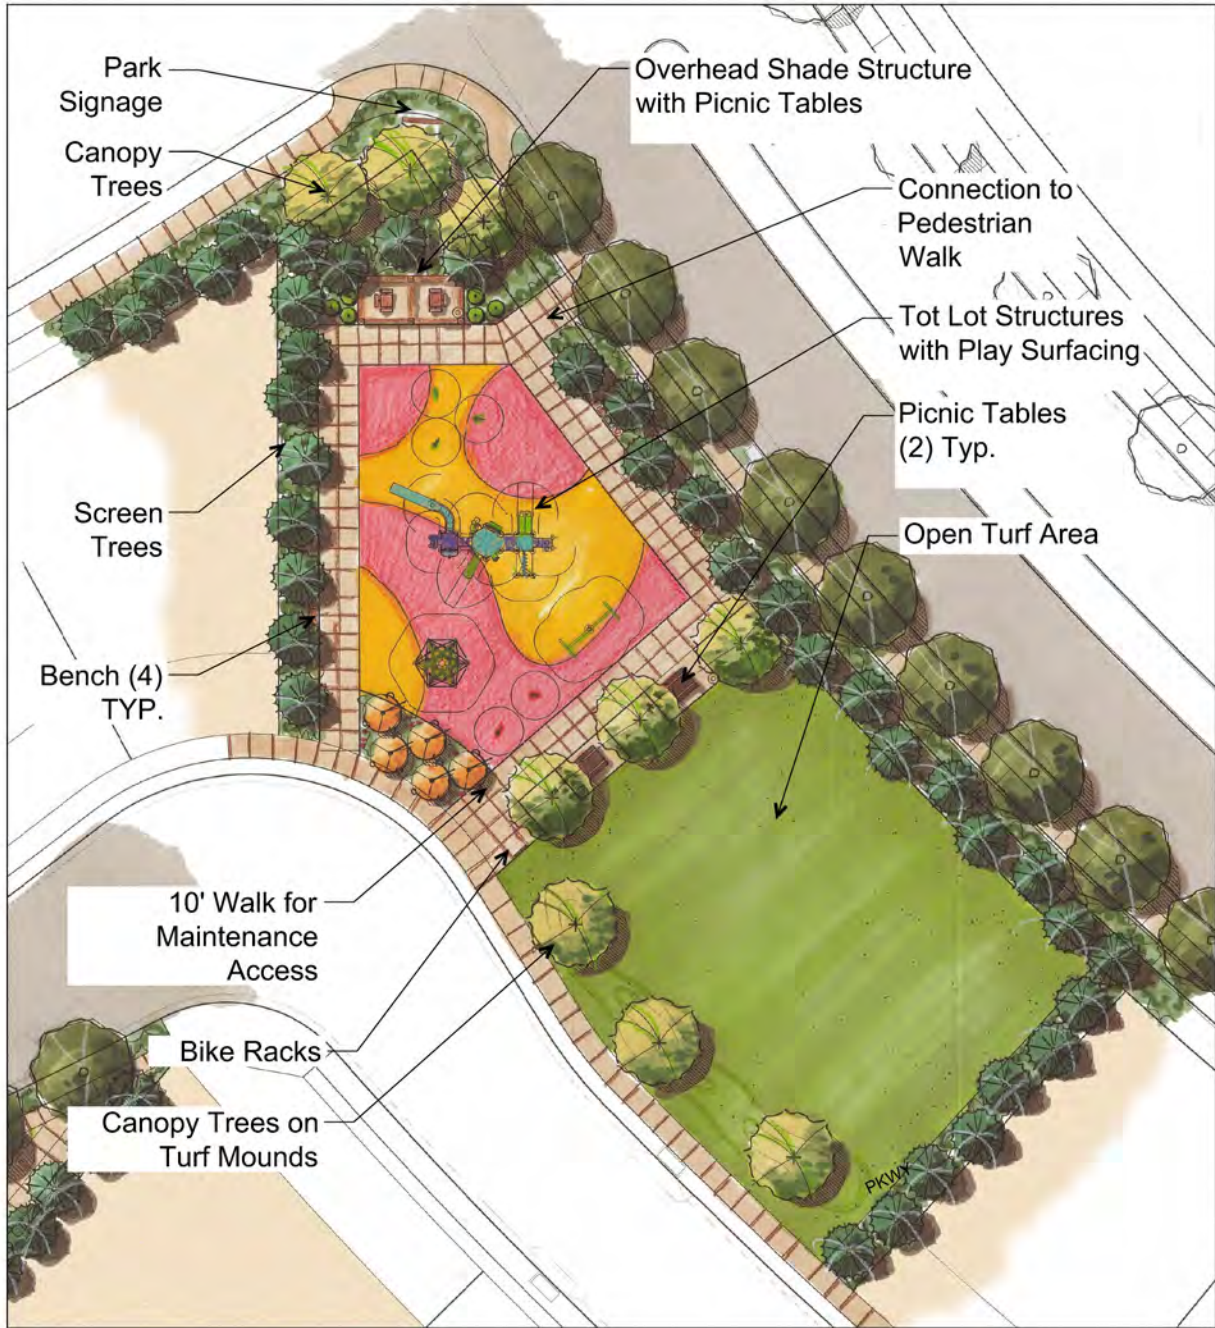 Park
Signage
Canopy
Trees
Overhead Shade Structure
with Picnic Tables
Connection to
Pedestrian
Walk
Tot Lot Structures
with Play Surfacing
Picnic Tables
(2) Typ.
Open Turf Area
Screen
Trees
Bench (4)
TYP.
10' Walk for
Maintenance
Access
Bike Racks
Canopy Trees on
Turf Mounds
PKWY